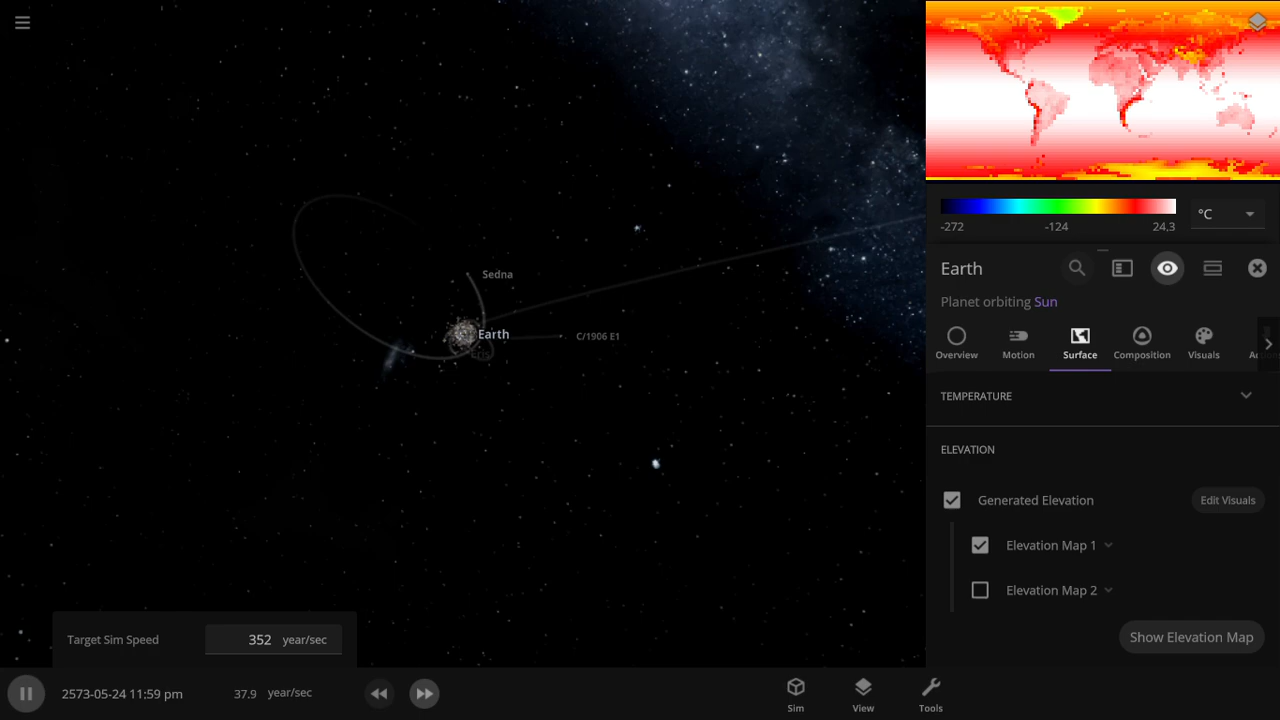 -272 -124 24.3
°C
Earth
Planet orbiting Sun
Overview Motion Surface Composition Visuals
TEMPERATURE
ELEVATION
Generated Elevation Edit Visuals
Elevation Map 1
Elevation Map 2
Show Elevation Map
Sedna
Earth
Eris
C/1906 E1
Target Sim Speed 352 year/sec
2573-05-24 11:59 pm 37.9 year/sec
Sim View Tools